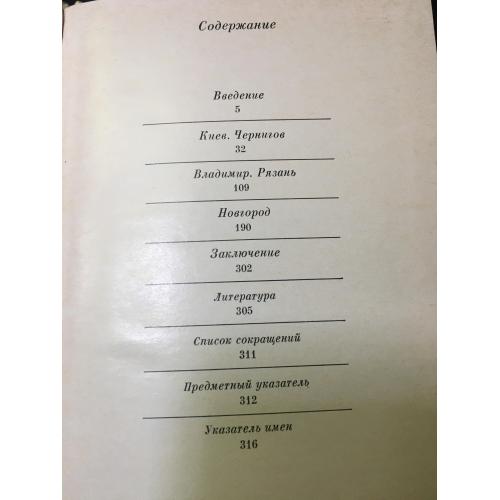 Содержание
Введение
5
Киев. Чернигов
32
Владимир. Рязань
109
Новгород
190
Заключение
302
Литература
305
Список сокращений
311
Предметный указатель
312
Указатель имен
316